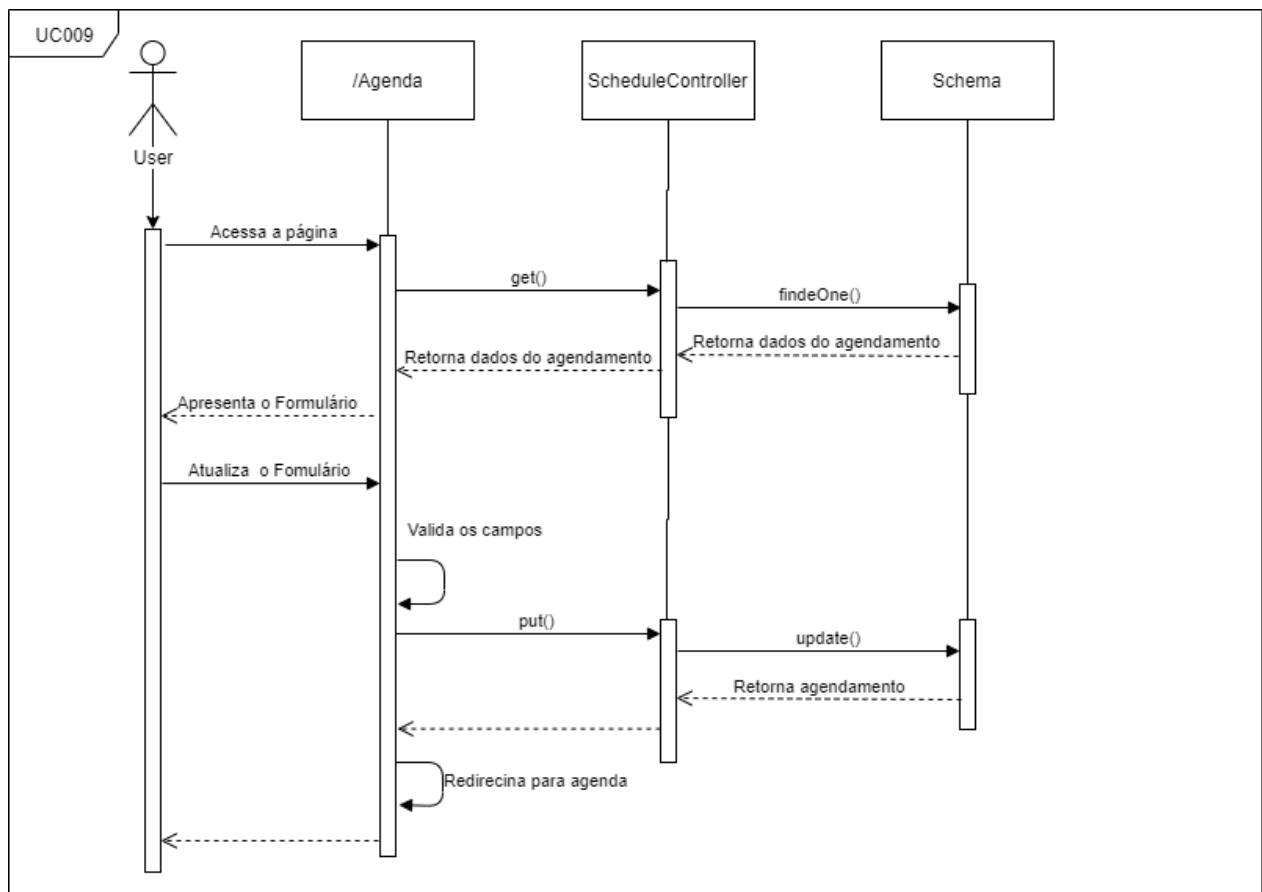 UC009
/Agenda
ScheduleController
Schema
User
Acessa a página
get()
findeOne()
Retorna dados do agendamento
Retorna dados do agendamento
Apresenta o Formulário
Atualiza o Fomulário
Valida os campos
put()
update()
Retorna agendamento
Redirecina para agenda